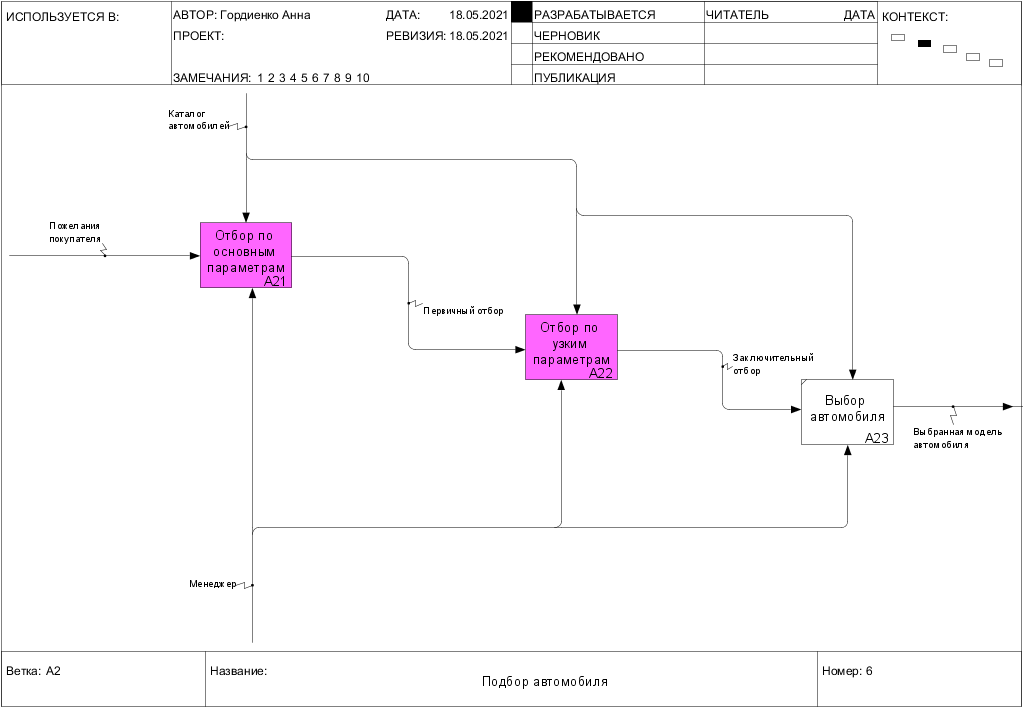 ИСПОЛЬЗУЕТСЯ В:
АВТОР: Гордиенко Анна
ДАТА: 18.05.2021
РАЗРАБАТЫВАЕТСЯ
ЧИТАТЕЛЬ
ДАТА
КОНТЕКСТ:
ПРОЕКТ:
РЕВИЗИЯ: 18.05.2021
ЧЕРНОВИК
РЕКОМЕНДОВАНО
ЗАМЕЧАНИЯ: 1 2 3 4 5 6 7 8 9 10
ПУБЛИКАЦИЯ
Каталог
автомобилей
Пожелания
покупателя
Отбор по
основным
параметрам
A21
Первичный отбор
Отбор по
узким
параметрам
A22
Заключительный
отбор
Выбор
автомобиля
A23
Выбранная модель
автомобиля
Менеджер
Ветка: A2
Название:
Подбор автомобиля
Номер: 6